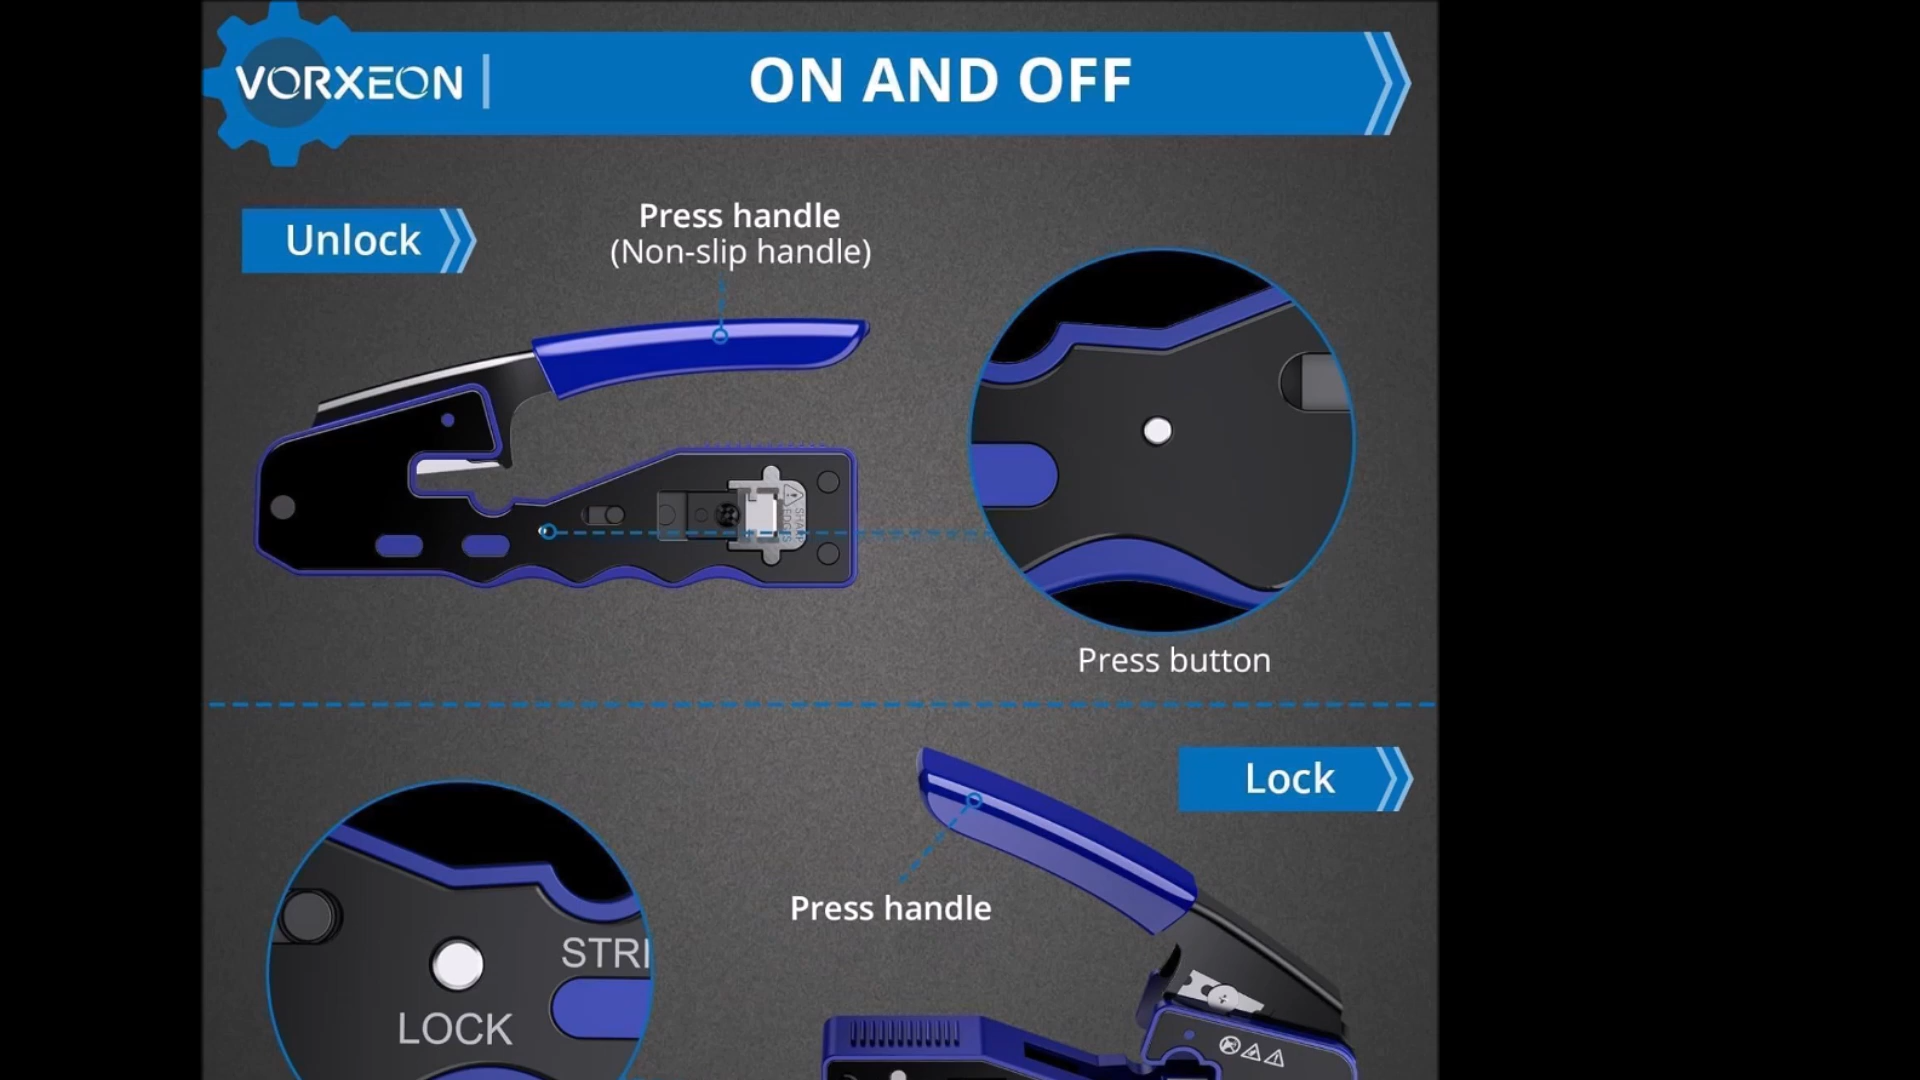 VORXEON
ON AND OFF
Unlock
Press handle
(Non-slip handle)
Press button
Lock
Press handle
STRI
LOCK